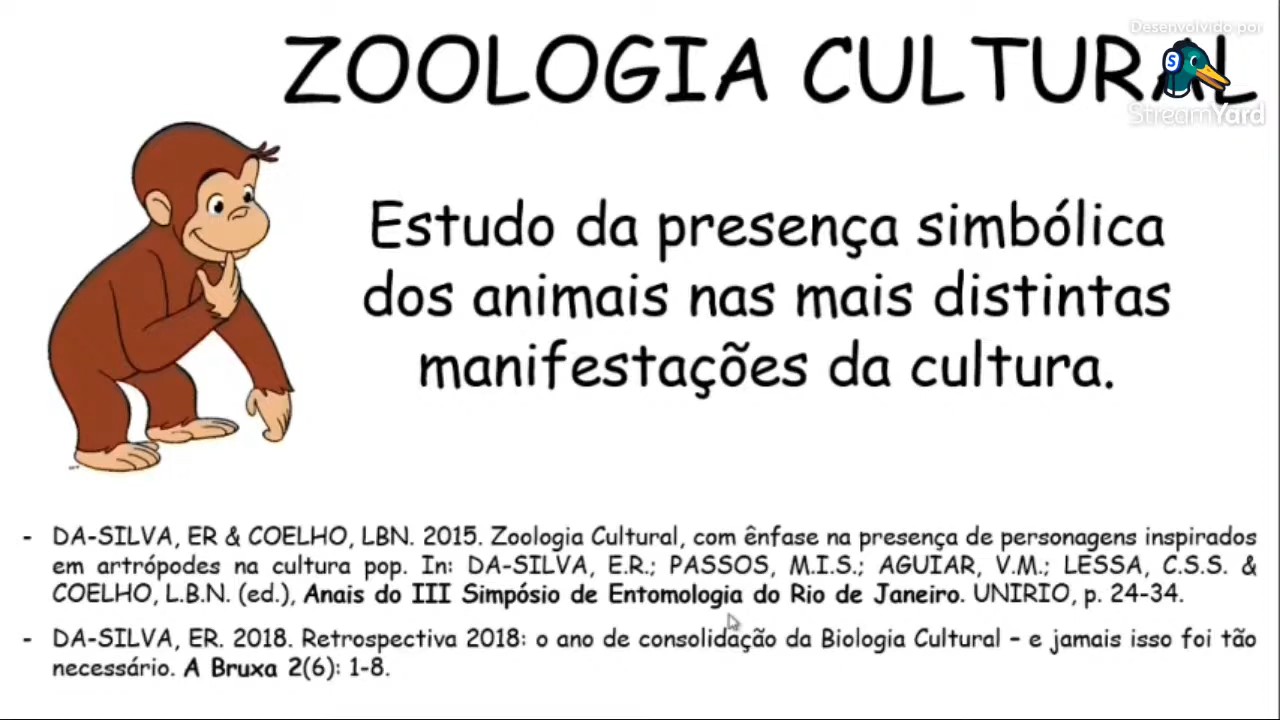 Desenvolvido por
ZOOLOGIA CULTURAL
S
StreamYard
Estudo da presença simbólica
dos animais nas mais distintas
manifestações da cultura.
- DA-SILVA, ER & COELHO, LBN. 2015. Zoologia Cultural, com ênfase na presença de personagens inspirados
em artrópodes na cultura pop. In: DA-SILVA, E.R.; PASSOS, M.I.S.; AGUIAR, V.M.; LESSA, C.S.S. &
COELHO, L.B.N. (ed.), Anais do III Simpósio de Entomologia do Rio de Janeiro. UNIRIO, p. 24-34.
- DA-SILVA, ER. 2018. Retrospectiva 2018: o ano de consolidação da Biologia Cultural – e jamais isso foi tão
necessário. A Bruxa 2(6): 1-8.